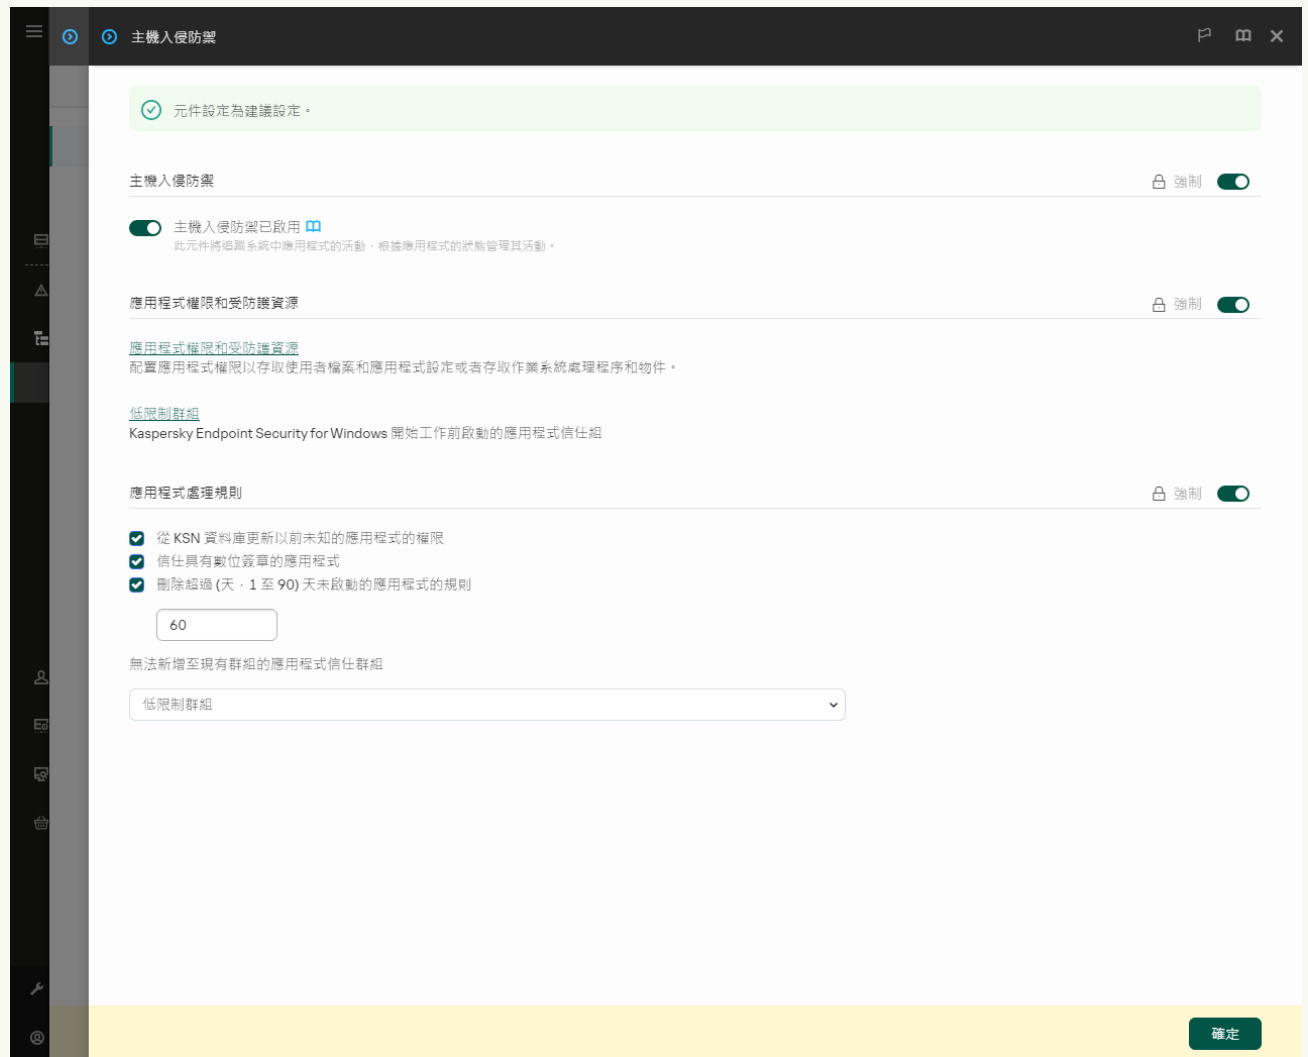 主機入侵防禦
元件設定為建議設定。
主機入侵防禦
強制
主機入侵防禦已啟用
此元件將追蹤系統中應用程式的活動，根據應用程式的狀態管理其活動。
應用程式權限和受防護資源
強制
應用程式權限和受防護資源
配置應用程式權限以存取使用者檔案和應用程式設定或者存取作業系統處理程序和物件。
低限制群組
Kaspersky Endpoint Security for Windows 開始工作前啟動的應用程式信任組
應用程式處理規則
強制
從 KSN 資料庫更新以前未知的應用程式的權限
信任具有數位簽章的應用程式
刪除超過 (天，1 至 90) 天未啟動的應用程式的規則
60
無法新增至現有群組的應用程式信任群組
低限制群組
確定